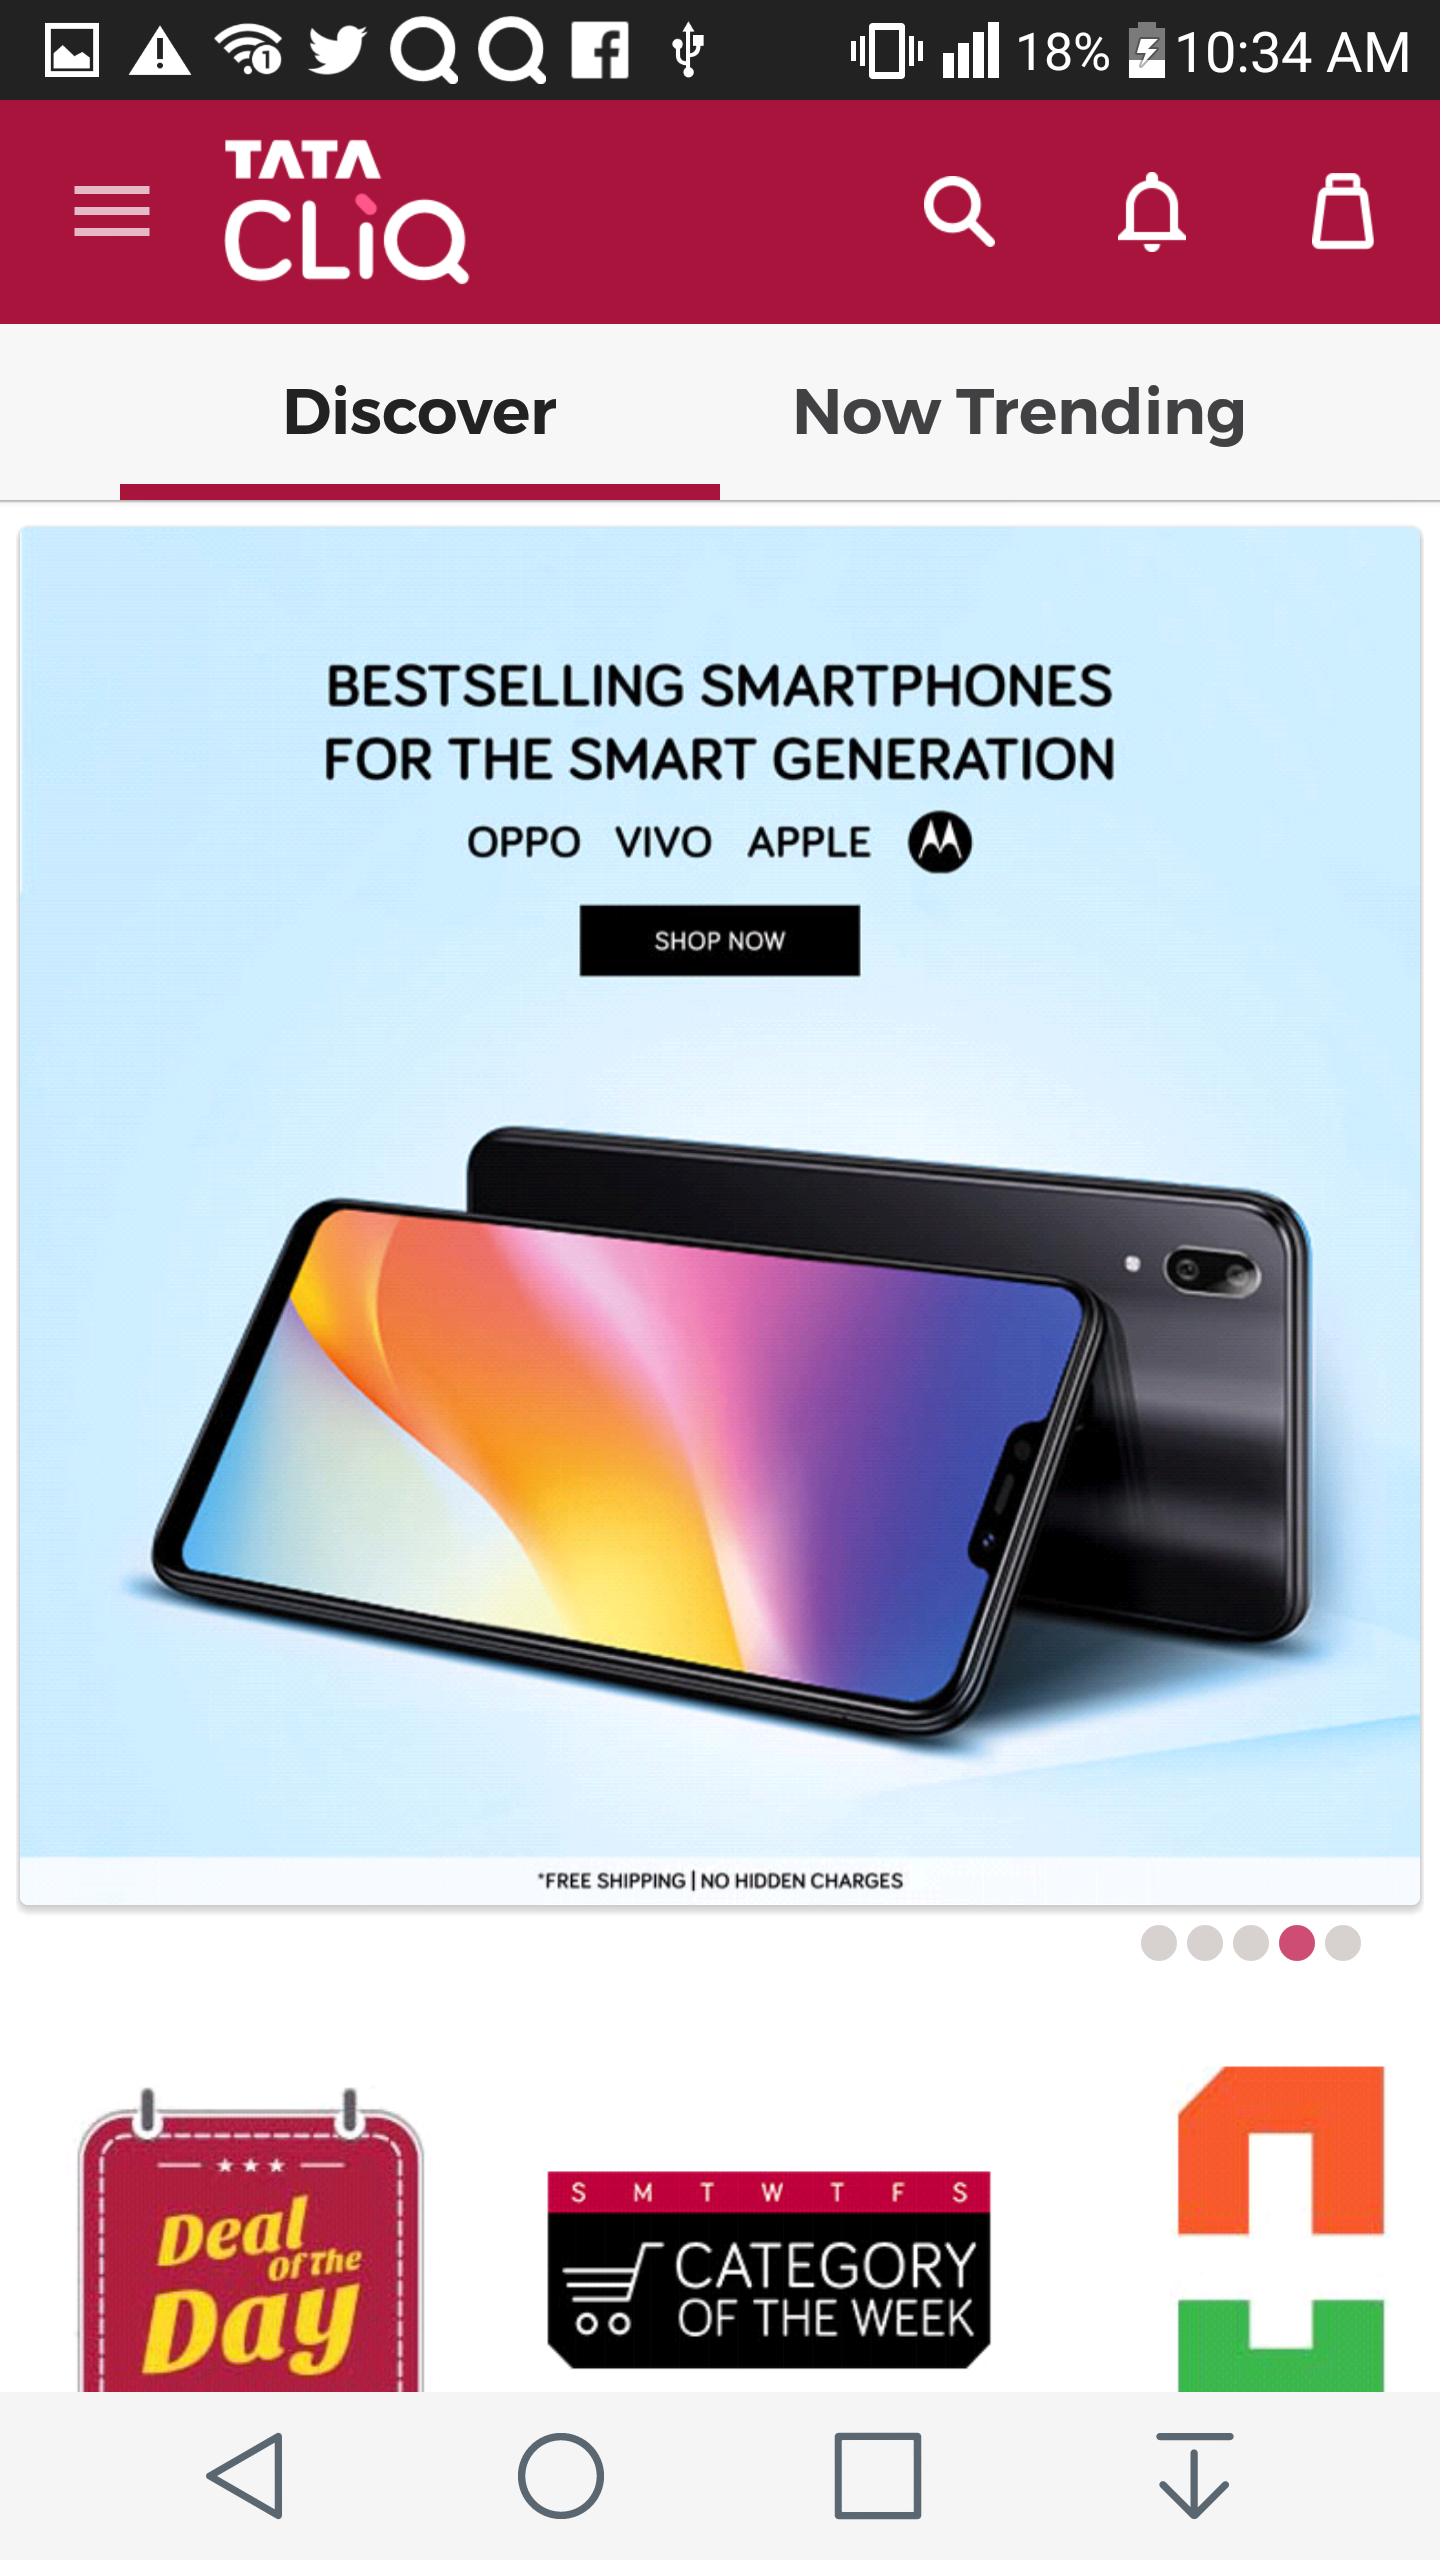 18% 10:34 AM
TATA
CLiQ
Discover Now Trending
BESTSELLING SMARTPHONES
FOR THE SMART GENERATION
OPPO VIVO APPLE
SHOP NOW
*FREE SHIPPING | NO HIDDEN CHARGES
Deal
of The
Day
S M T W T F S
CATEGORY
OF THE WEEK